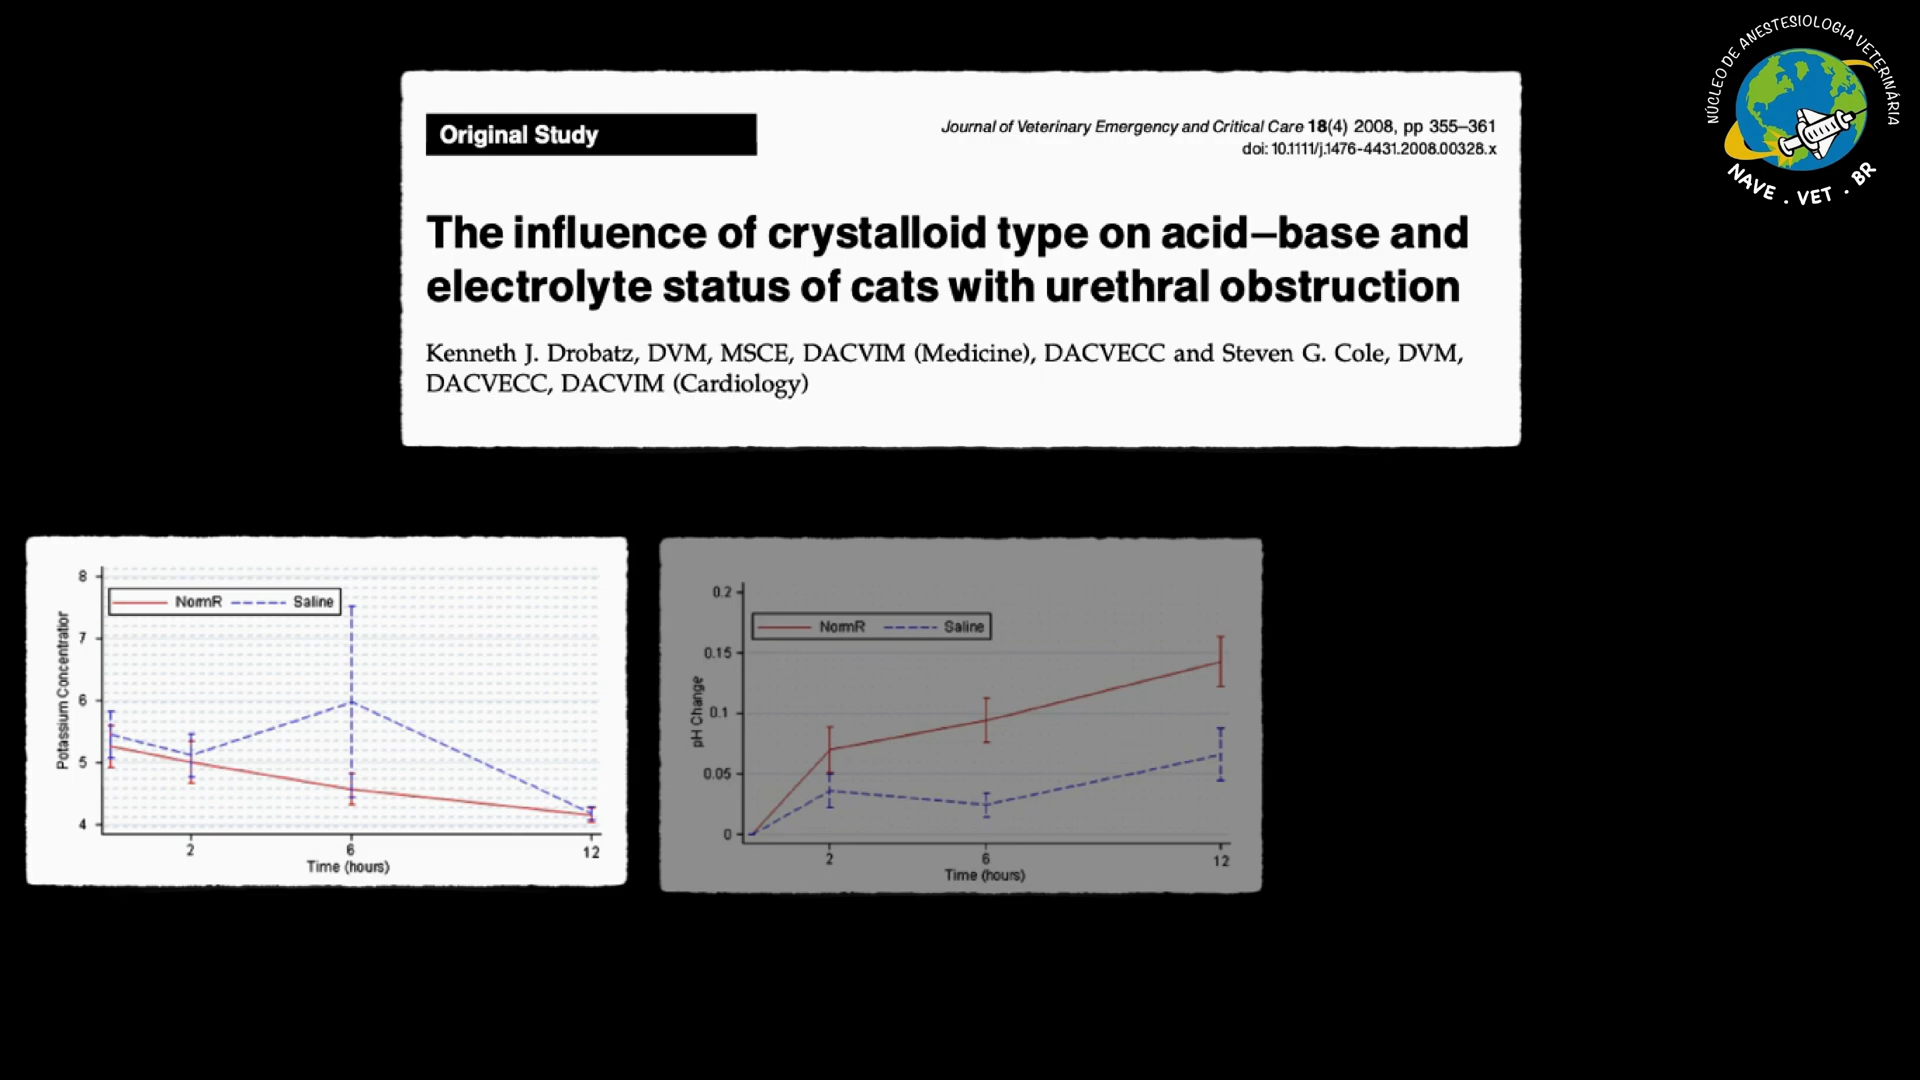 NÚCLEO DE ANESTESIOLOGIA VETERINÁRIA
NAVE . VET . BR
Original Study
Journal of Veterinary Emergency and Critical Care 18(4) 2008, pp 355–361
doi: 10.1111/j.1476-4431.2008.00328.x
The influence of crystalloid type on acid–base and
electrolyte status of cats with urethral obstruction
Kenneth J. Drobatz, DVM, MSCE, DACVIM (Medicine), DACVECC and Steven G. Cole, DVM,
DACVECC, DACVIM (Cardiology)
8
NormR Saline
7
6
5
4
Potassium Concentratior
2 6 12
Time (hours)
0.2
NormR Saline
0.15
0.1
0.05
0
pH Change
2 6 12
Time (hours)